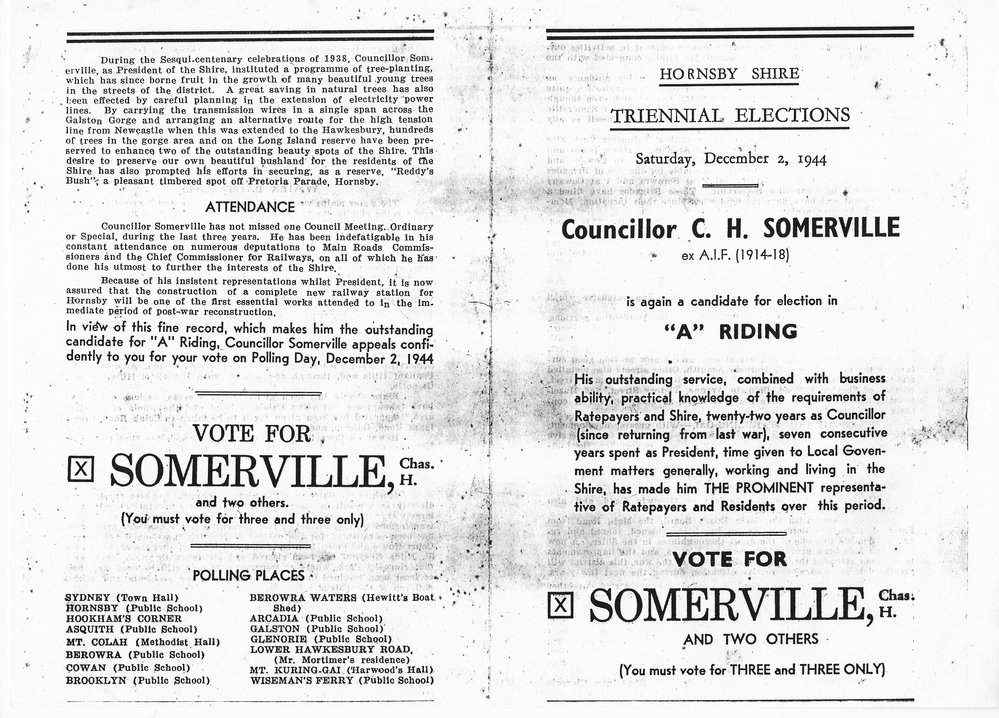 During the Sesqui-centenary celebrations of 1938, Councillor Som-
erville, as President of the Shire, instituted a programme of tree-planting,
which has since borne fruit in the growth of many beautiful young trees
in the streets of the district. A great saving in natural trees has also
been effected by careful planning in the extension of electricity power
lines. By carrying the transmission wires in a single span across the
Galston Gorge and arranging an alternative route for the high tension
line from Newcastle when this was extended to the Hawkesbury, hundreds
of trees in the gorge area and on the Long Island reserve have been pre-
served to enhance two of the outstanding beauty spots of the Shire. This
desire to preserve our own beautiful bushland for the residents of the
Shire has also prompted his efforts in securing, as a reserve, "Reddy's
Bush"; a pleasant timbered spot off Pretoria Parade, Hornsby.
ATTENDANCE
Councillor Somerville has not missed one Council Meeting, Ordinary
or Special, during the last three years. He has been indefatigable in his
constant attendance on numerous deputations to Main Roads Commis-
sioners and the Chief Commissioner for Railways, on all of which he has
done his utmost to further the interests of the Shire.
Because of his insistent representations whilst President, it is now
assured that the construction of a complete new railway station for
Hornsby will be one of the first essential works attended to in the im-
mediate period of post-war reconstruction.
In view of this fine record, which makes him the outstanding
candidate for "A" Riding, Councillor Somerville appeals confi-
dently to you for your vote on Polling Day, December 2, 1944
VOTE FOR
X SOMERVILLE, Chas. H.
and two others.
(You must vote for three and three only)
POLLING PLACES
SYDNEY (Town Hall)
HORNSBY (Public School)
HOOKHAM'S CORNER
ASQUITH (Public School)
MT. COLAH (Methodist Hall)
BEROWRA (Public School)
COWAN (Public School)
BROOKLYN (Public School)
BEROWRA WATERS (Hewitt's Boat
Shed)
ARCADIA (Public School)
GALSTON (Public School)
GLENORIE (Public School)
LOWER HAWKESBURY ROAD,
(Mr. Mortimer's residence)
MT. KURING-GAI (Harwood's Hall)
WISEMAN'S FERRY (Public School)
HORNSBY SHIRE
TRIENNIAL ELECTIONS
Saturday, December 2, 1944
Councillor C. H. SOMERVILLE
ex A.I.F. (1914-18)
is again a candidate for election in
"A" RIDING
His outstanding service, combined with business
ability, practical knowledge of the requirements of
Ratepayers and Shire, twenty-two years as Councillor
(since returning from last war), seven consecutive
years spent as President, time given to Local Govern-
ment matters generally, working and living in the
Shire, has made him THE PROMINENT representa-
tive of Ratepayers and Residents over this period.
VOTE FOR
X SOMERVILLE, Chas. H.
AND TWO OTHERS
(You must vote for THREE and THREE ONLY)